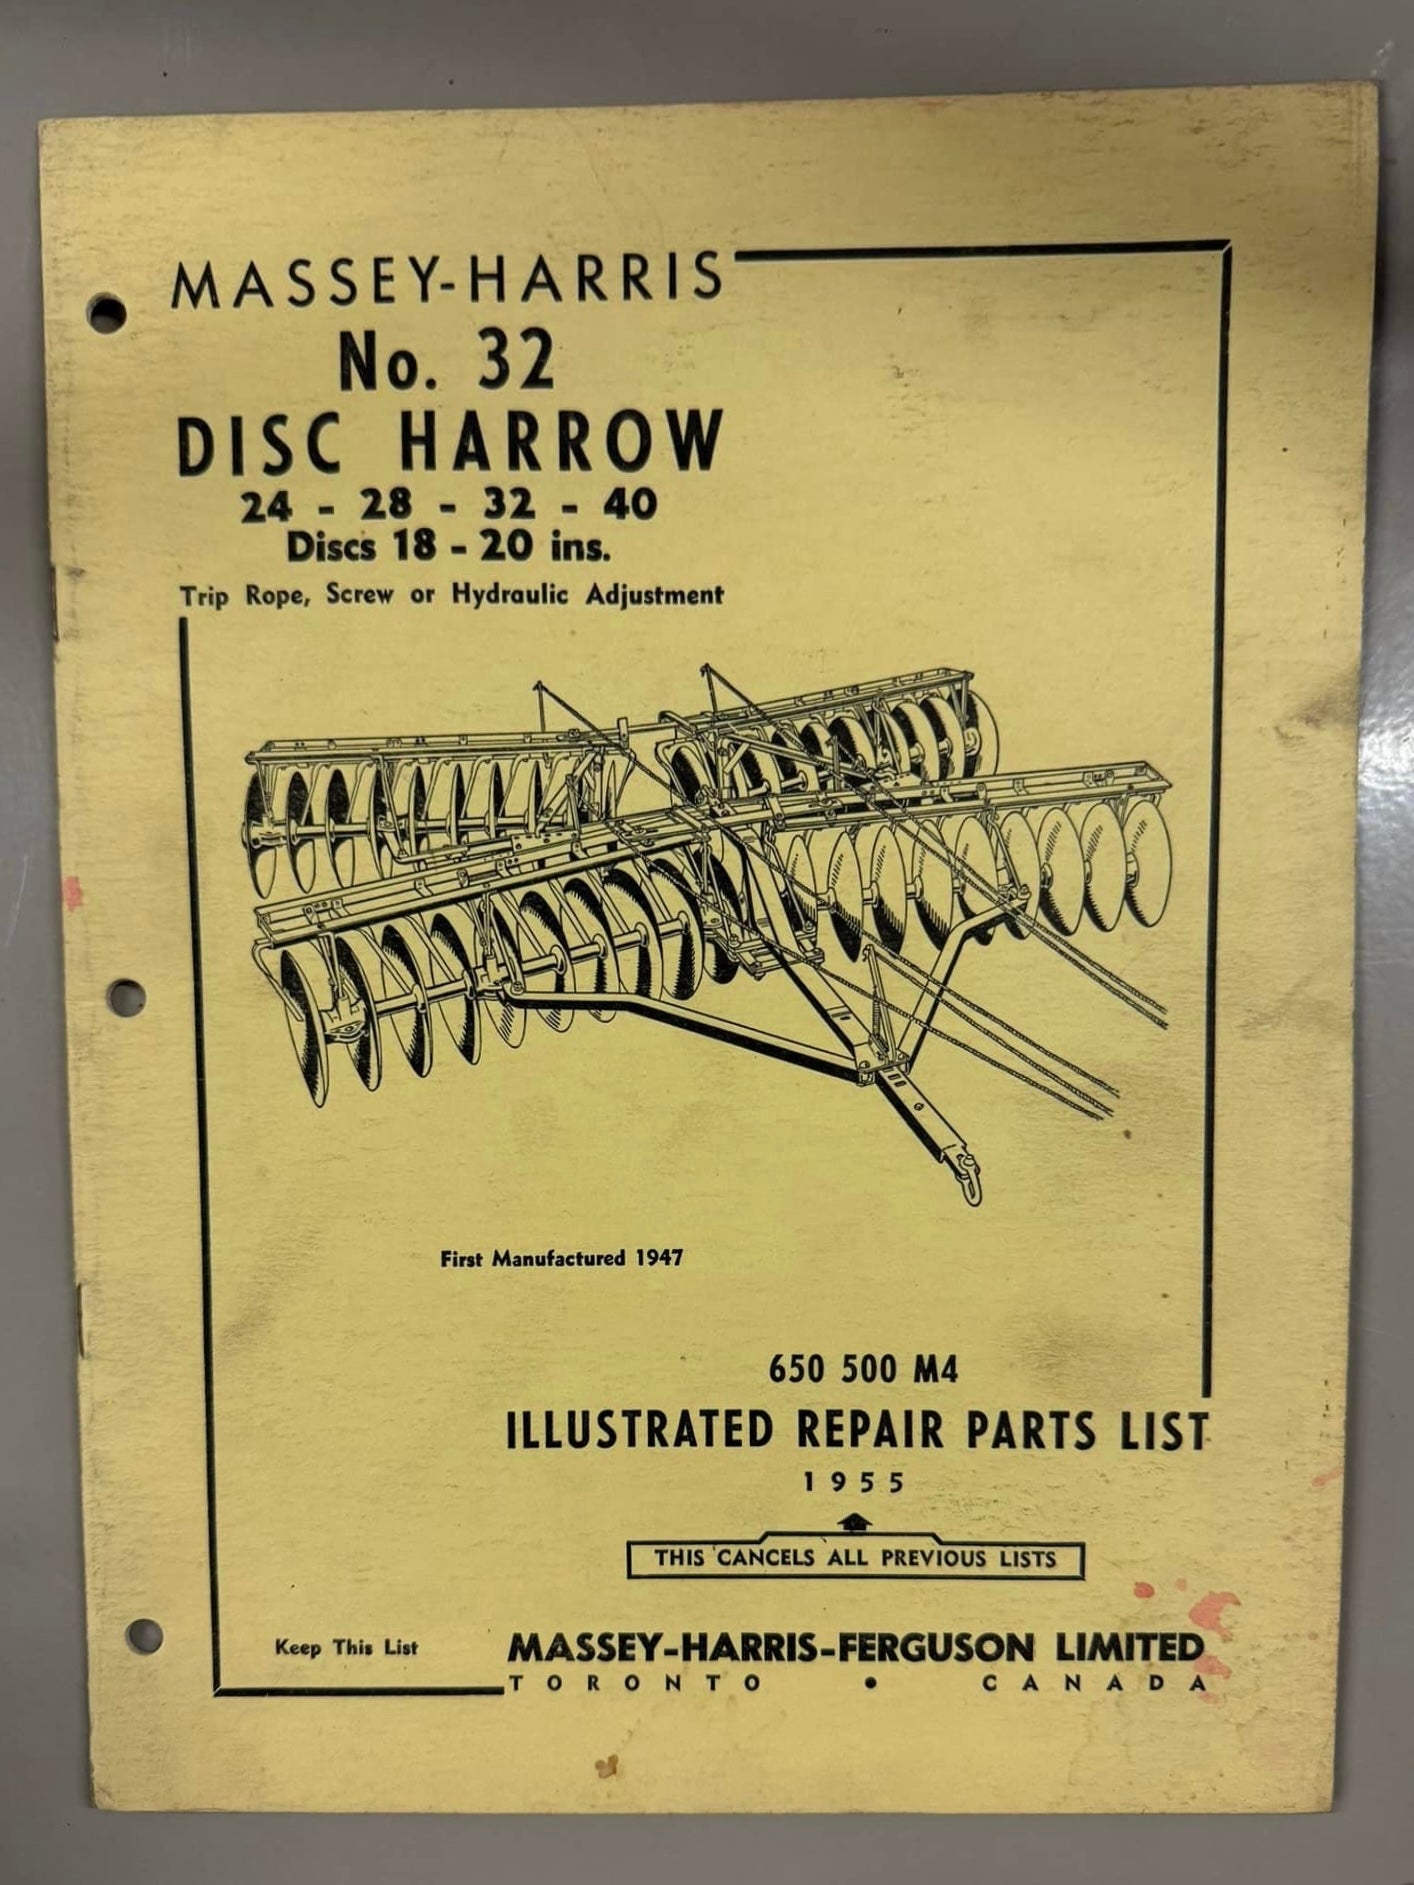 MASSEY-HARRIS
No. 32
DISC HARROW
24 - 28 - 32 - 40
Discs 18 - 20 ins.
Trip Rope, Screw or Hydraulic Adjustment
First Manufactured 1947
650 500 M4
ILLUSTRATED REPAIR PARTS LIST
1955
THIS CANCELS ALL PREVIOUS LISTS
Keep This List
MASSEY-HARRIS-FERGUSON LIMITED
TORONTO • CANADA